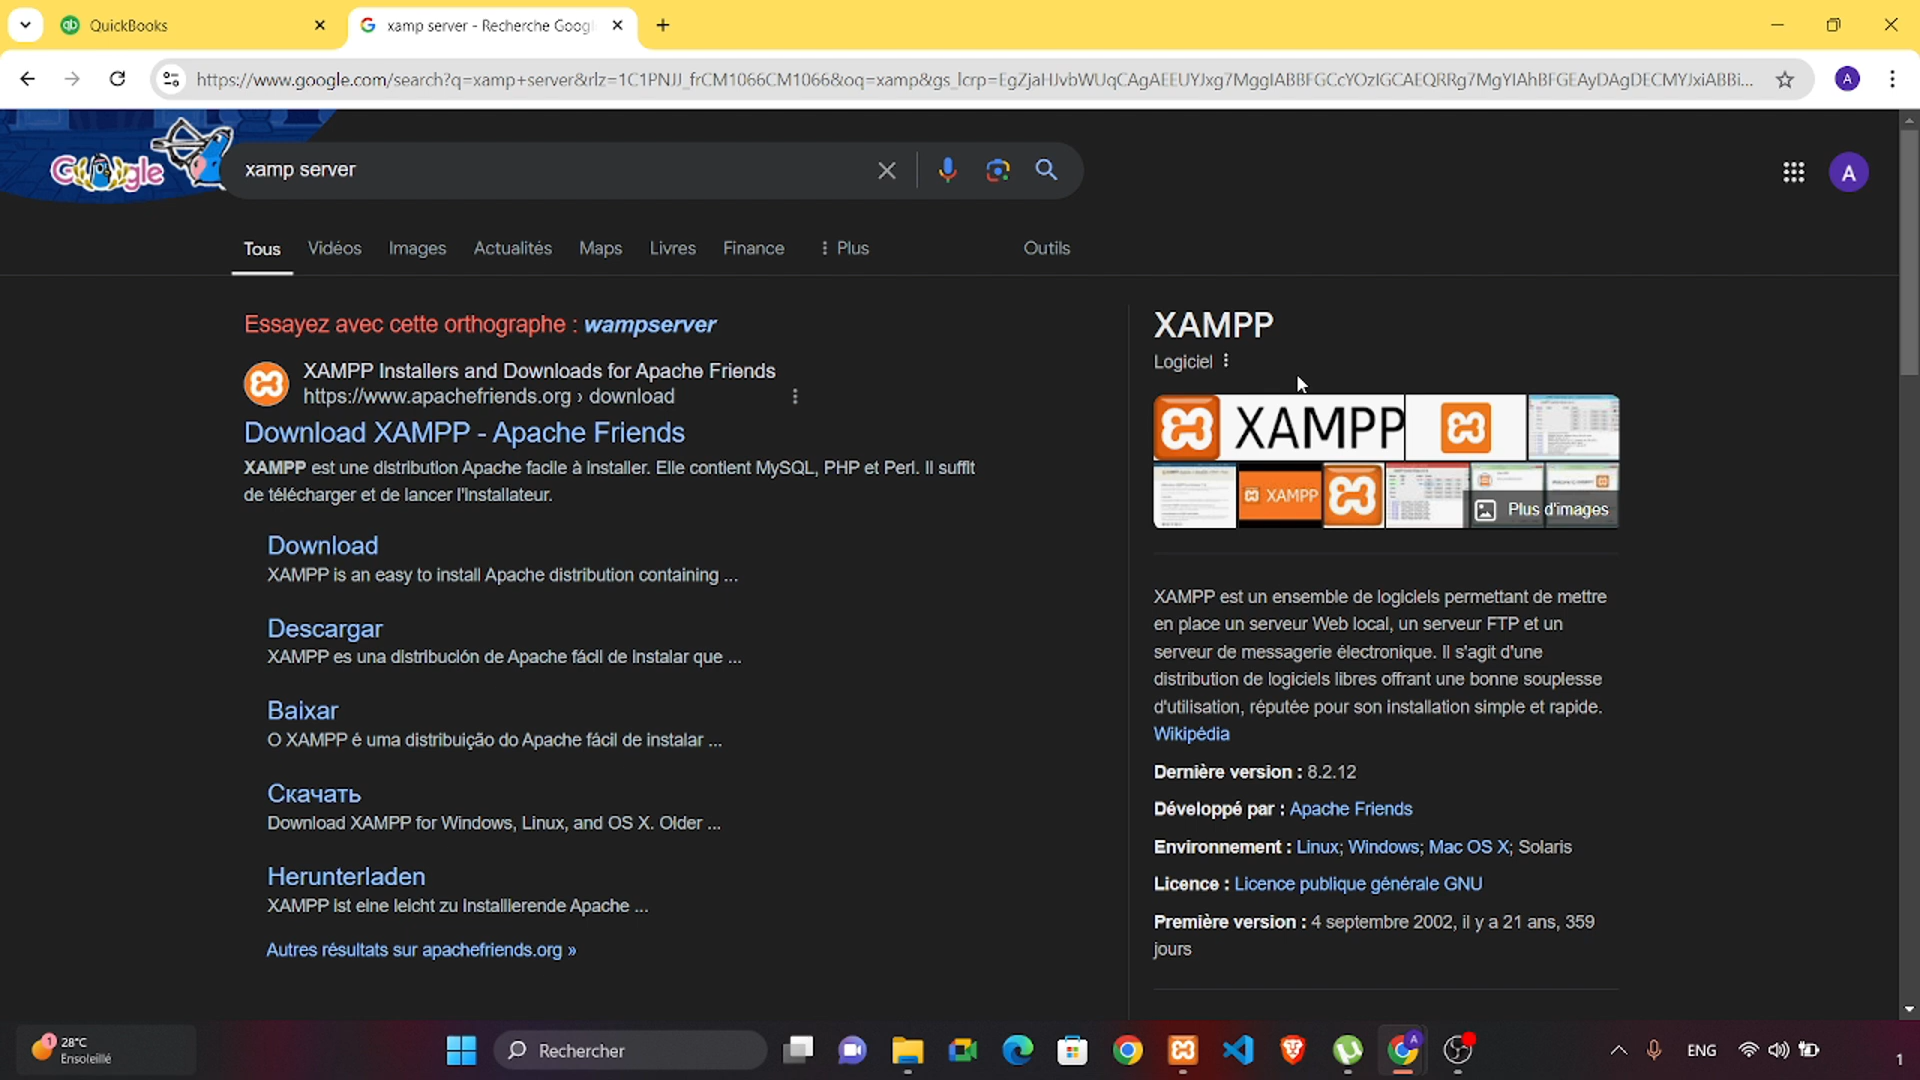 QuickBooks
xamp server - Recherche Googl
https://www.google.com/search?q=xamp+server&rlz=1C1PNJJ_frCM1066CM1066&oq=xamp&gs_lcrp=EgZjaHJvbWUqCAgAEEUYJxg7MggIABBFGCcYOzIGCAEQRRg7MgYIAhBFGEAyDAgDECMYJxiABBi...
A
Google
xamp server
A
Tous
Vidéos
Images
Actualités
Maps
Livres
Finance
Plus
Outils
Essayez avec cette orthographe : wampserver
XAMPP Installers and Downloads for Apache Friends
https://www.apachefriends.org › download
Download XAMPP - Apache Friends
XAMPP est une distribution Apache facile à installer. Elle contient MySQL, PHP et Perl. Il suffit
de télécharger et de lancer l'installateur.
Download
XAMPP is an easy to install Apache distribution containing ...
Descargar
XAMPP es una distribución de Apache fácil de instalar que ...
Baixar
O XAMPP é uma distribuição do Apache fácil de instalar ...
Скачать
Download XAMPP for Windows, Linux, and OS X. Older ...
Herunterladen
XAMPP ist eine leicht zu installierende Apache ...
Autres résultats sur apachefriends.org »
XAMPP
Logiciel
XAMPP
XAMPP
Plus d'images
XAMPP est un ensemble de logiciels permettant de mettre
en place un serveur Web local, un serveur FTP et un
serveur de messagerie électronique. Il s'agit d'une
distribution de logiciels libres offrant une bonne souplesse
d'utilisation, réputée pour son installation simple et rapide.
Wikipédia
Dernière version : 8.2.12
Développé par : Apache Friends
Environnement : Linux; Windows; Mac OS X; Solaris
Licence : Licence publique générale GNU
Première version : 4 septembre 2002, il y a 21 ans, 359
jours
1
28°C
Ensoleillé
Rechercher
A
ENG
1